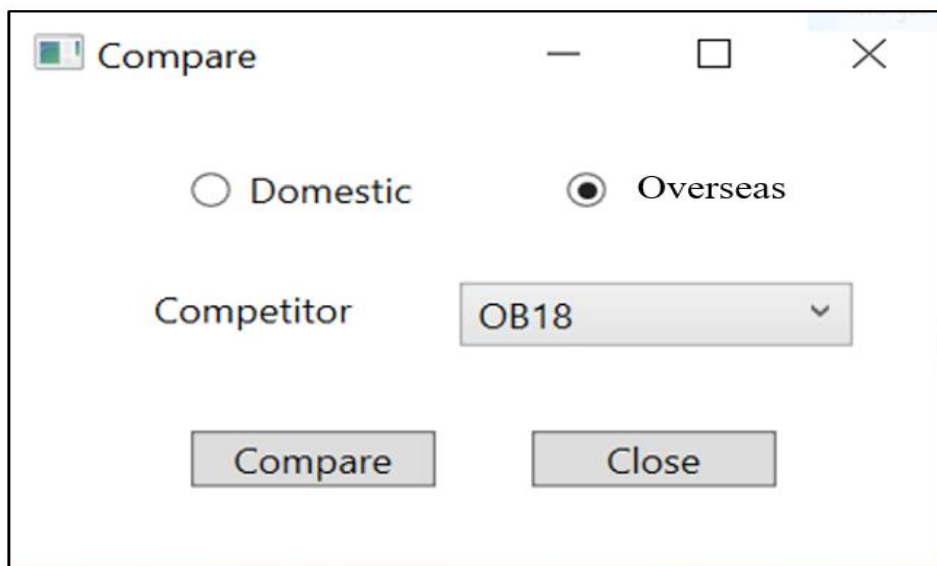 Compare
Domestic Overseas
Competitor OB18
Compare Close